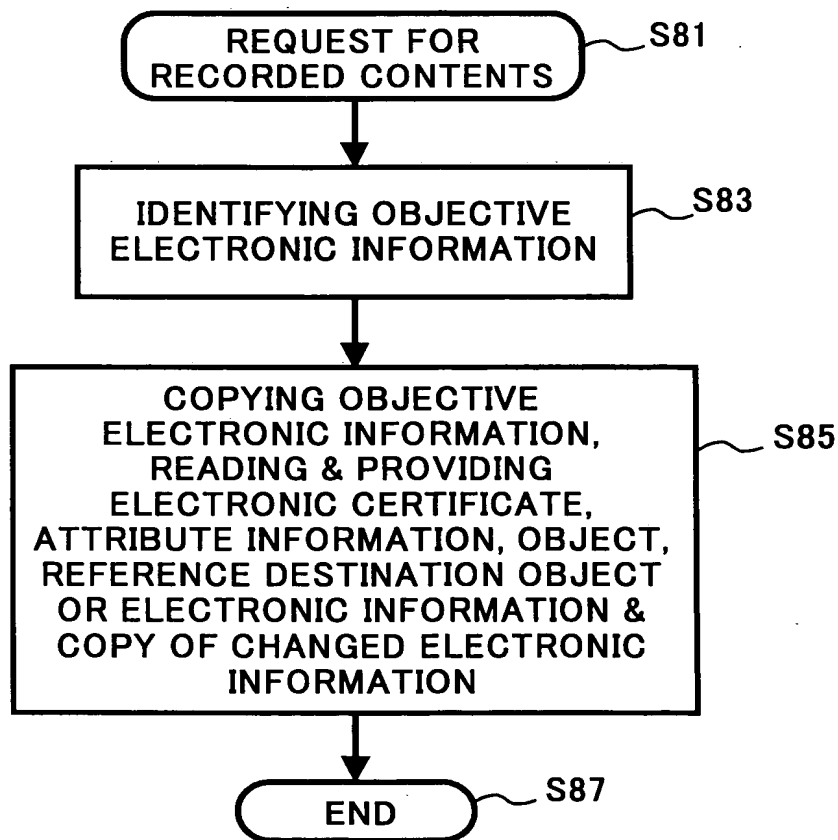 REQUEST FOR
RECORDED CONTENTS
S81
IDENTIFYING OBJECTIVE
ELECTRONIC INFORMATION
S83
COPYING OBJECTIVE
ELECTRONIC INFORMATION,
READING & PROVIDING
ELECTRONIC CERTIFICATE,
ATTRIBUTE INFORMATION, OBJECT,
REFERENCE DESTINATION OBJECT
OR ELECTRONIC INFORMATION &
COPY OF CHANGED ELECTRONIC
INFORMATION
S85
END
S87